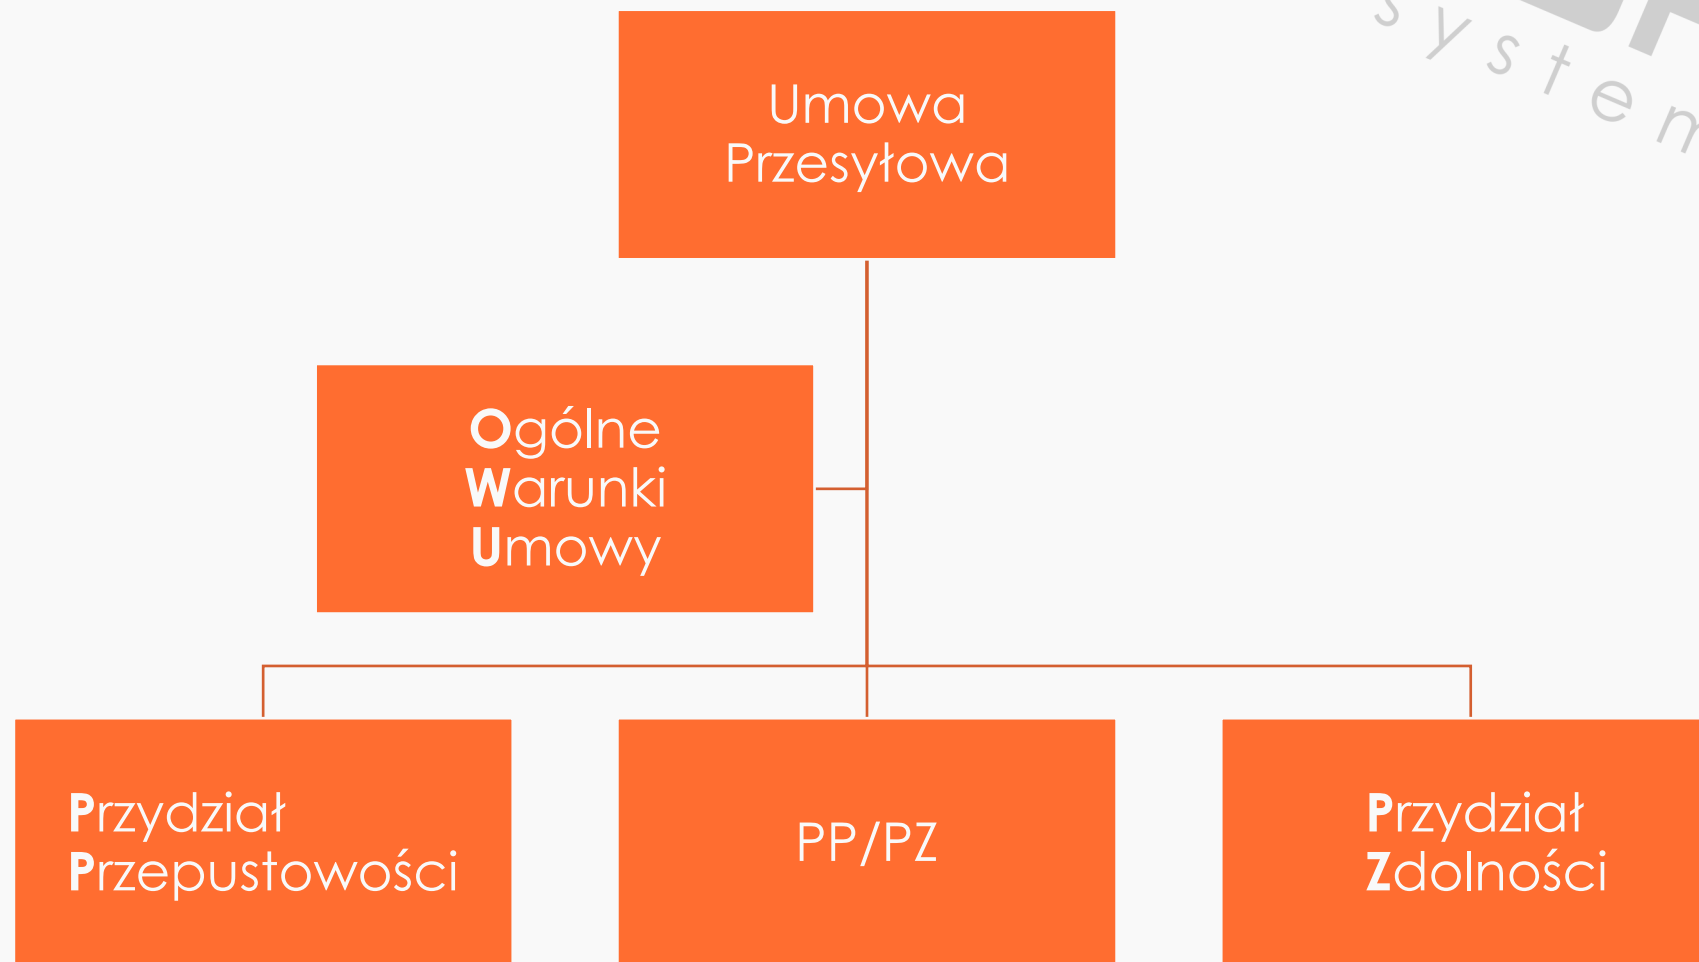 Umowa
Przesyłowa
Ogólne
Warunki
Umowy
Przydział
Przepustowości
PP/PZ
Przydział
Zdolności